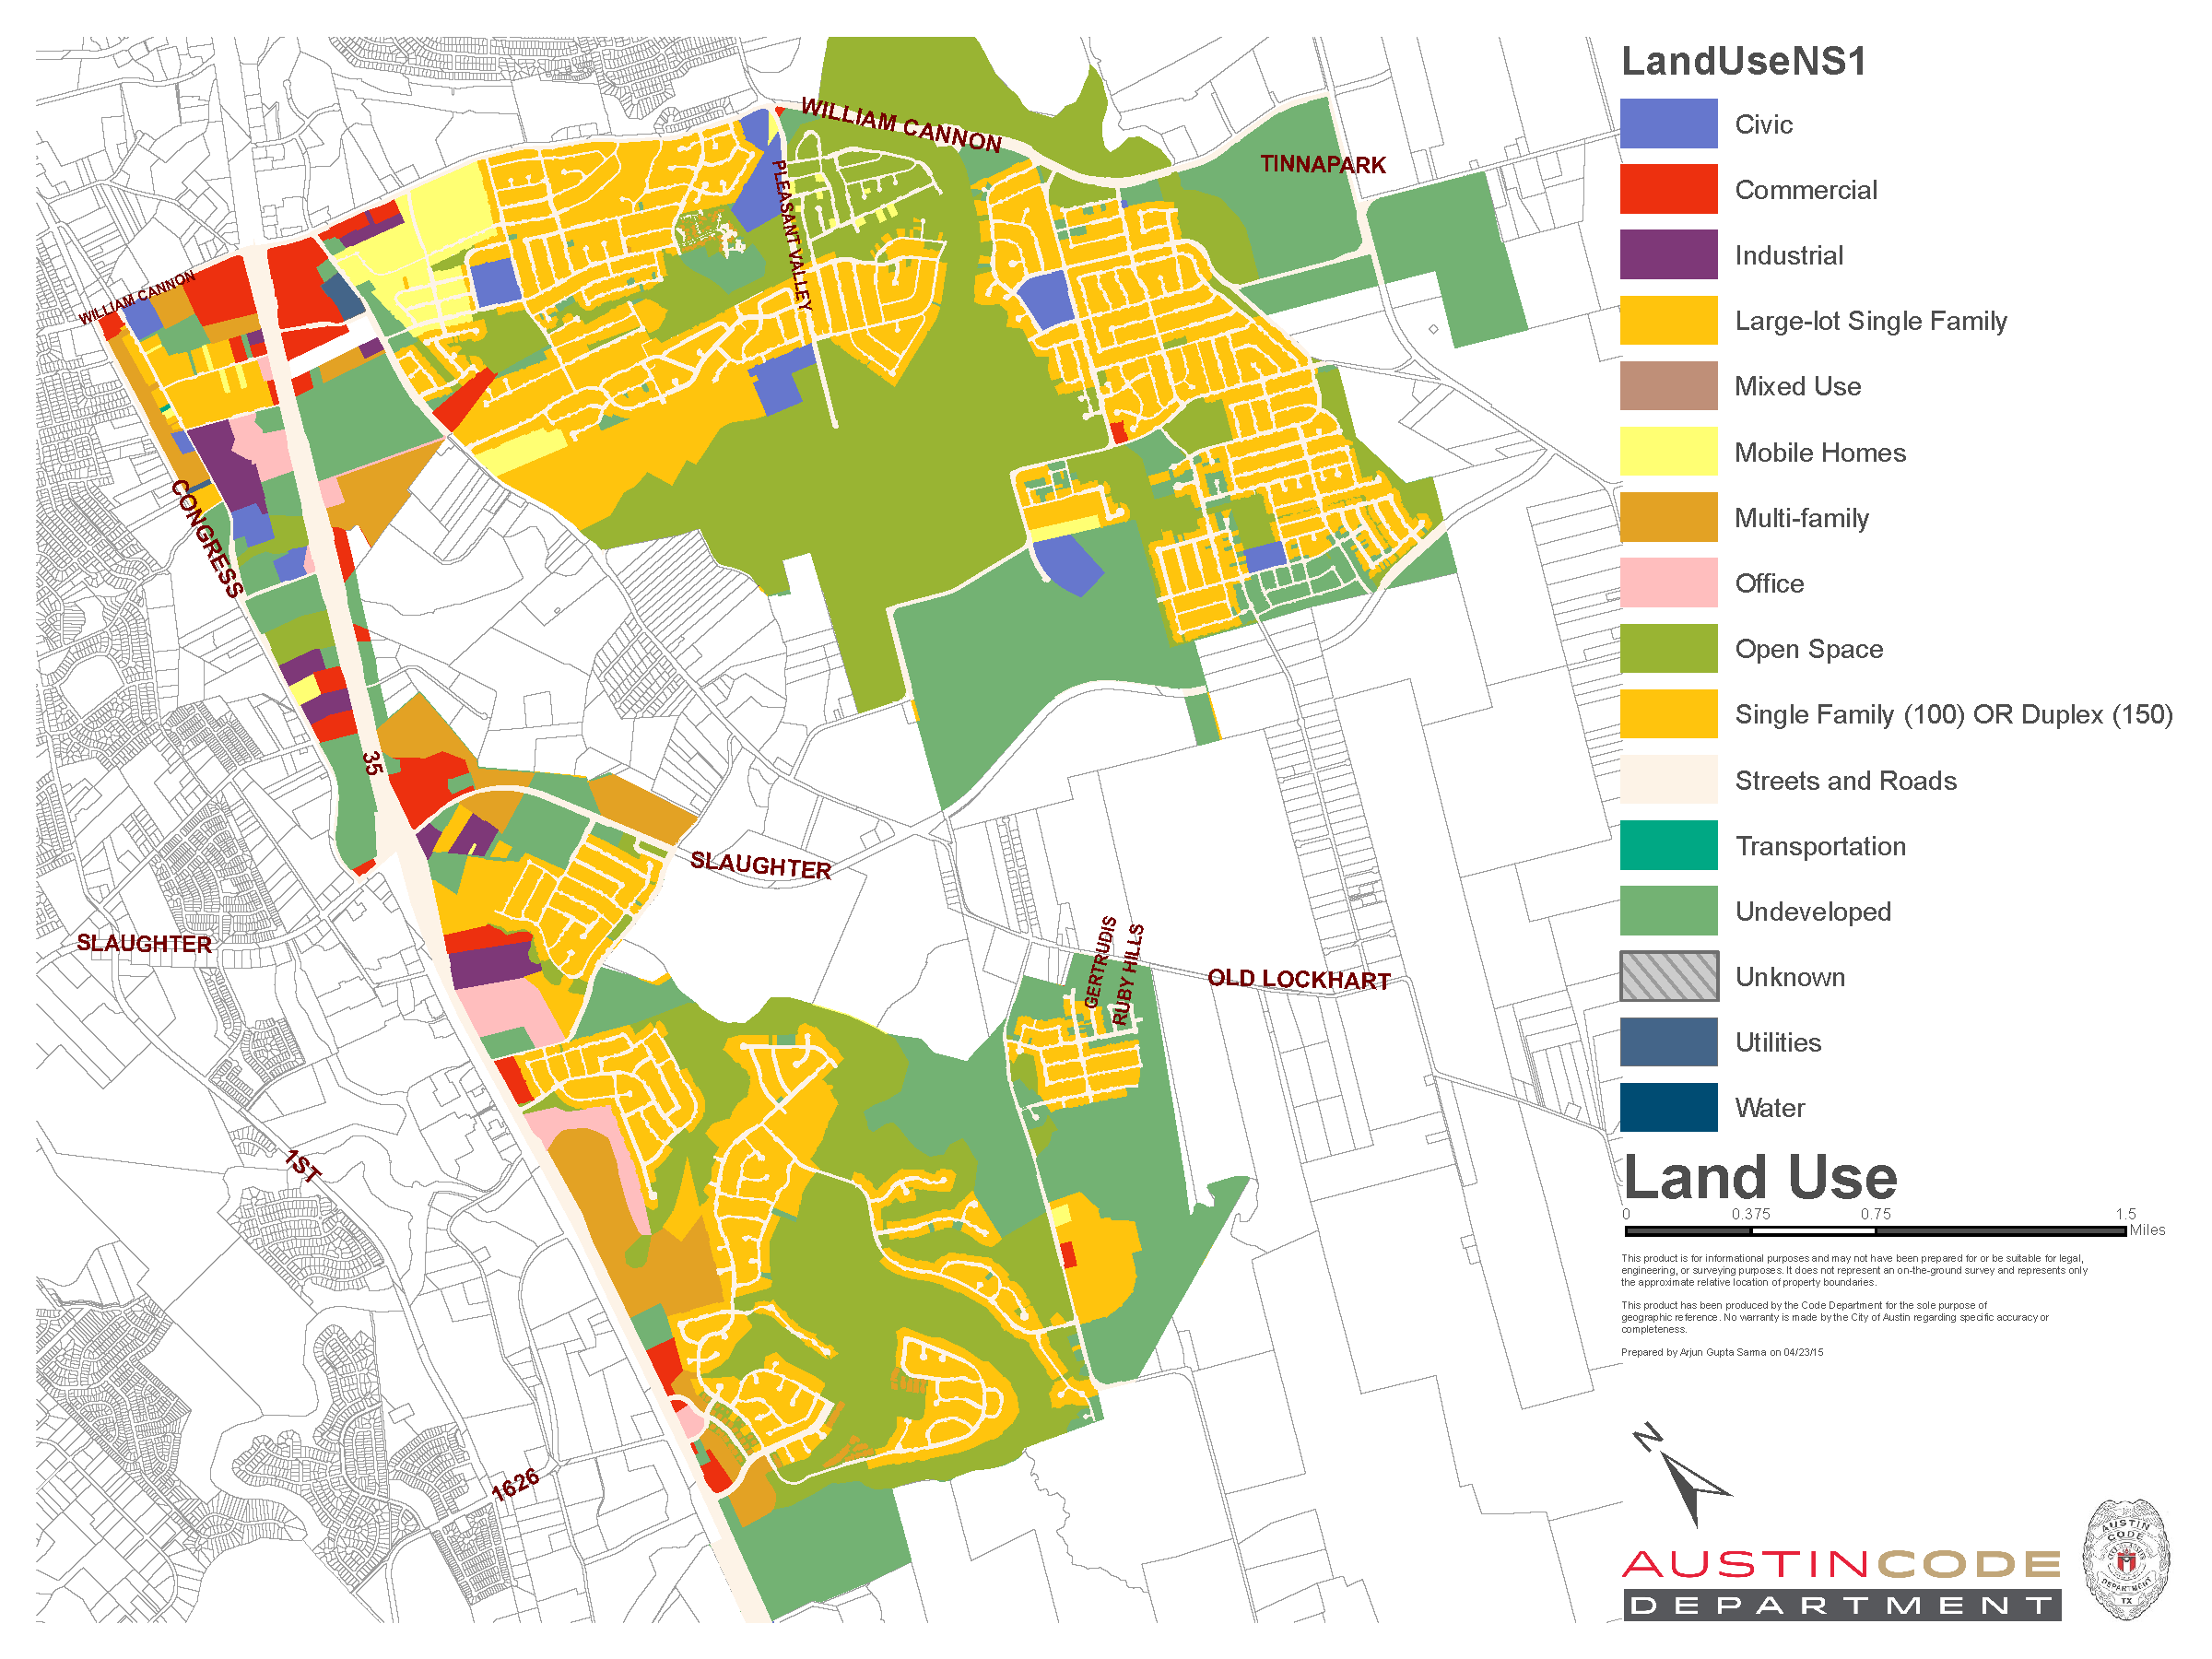 WILLIAM CANNON
TINNAPARK
PLEASANT VALLEY
WILLIAM CANNON
CONGRESS
35
SLAUGHTER
SLAUGHTER
GERTRUDIS
RUBY HILLS
OLD LOCKHART
1ST
1626
LandUseNS1
Civic
Commercial
Industrial
Large-lot Single Family
Mixed Use
Mobile Homes
Multi-family
Office
Open Space
Single Family (100) OR Duplex (150)
Streets and Roads
Transportation
Undeveloped
Unknown
Utilities
Water
Land Use
0 0.375 0.75 1.5
Miles
This product is for informational purposes and may not have been prepared for or be suitable for legal,
engineering, or surveying purposes. It does not represent an on-the-ground survey and represents only
the approximate relative location of property boundaries.
This product has been produced by the Code Department for the sole purpose of
geographic reference. No warranty is made by the City of Austin regarding specific accuracy or
completeness.
Prepared by Arjun Gupta Sarma on 04/23/15
N
AUSTINCODE
DEPARTMENT
AUSTIN
CODE
DEPARTMENT
TX